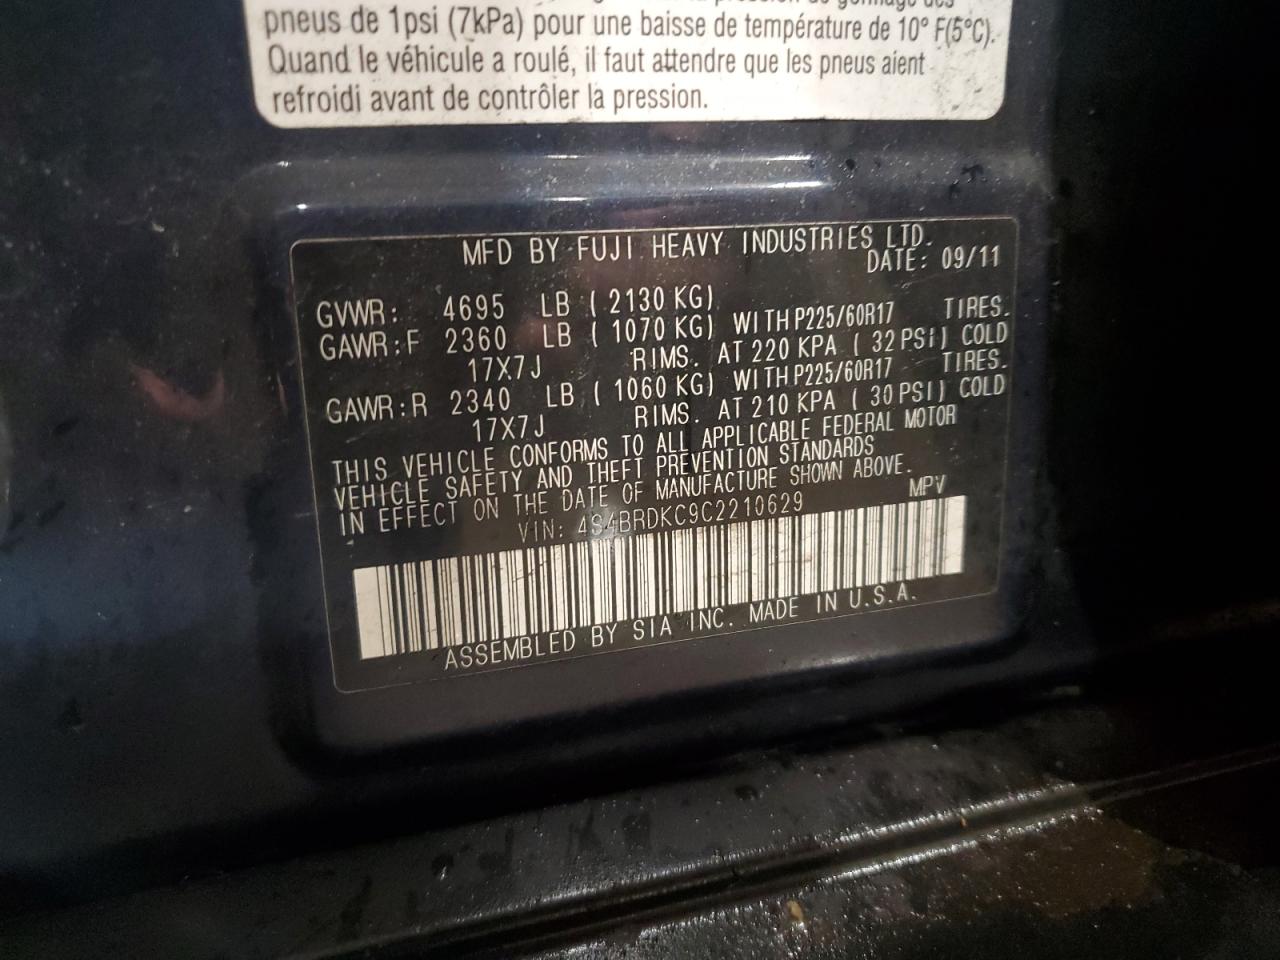 pneus de 1psi (7kPa) pour une baisse de température de 10° F(5°C).
Quand le véhicule a roulé, il faut attendre que les pneus aient
refroidi avant de contrôler la pression.
MFD BY FUJI HEAVY INDUSTRIES LTD.
DATE: 09/11
GVWR: 4695 LB ( 2130 KG)
GAWR:F 2360 LB ( 1070 KG) WITH P225/60R17 TIRES.
17X7J RIMS. AT 220 KPA ( 32 PSI) COLD
GAWR:R 2340 LB ( 1060 KG) WITH P225/60R17 TIRES.
17X7J RIMS. AT 210 KPA ( 30 PSI) COLD
THIS VEHICLE CONFORMS TO ALL APPLICABLE FEDERAL MOTOR
VEHICLE SAFETY AND THEFT PREVENTION STANDARDS
IN EFFECT ON THE DATE OF MANUFACTURE SHOWN ABOVE.
VIN: 4S4BRDKC9C2210629 MPV
ASSEMBLED BY SIA INC. MADE IN U.S.A.